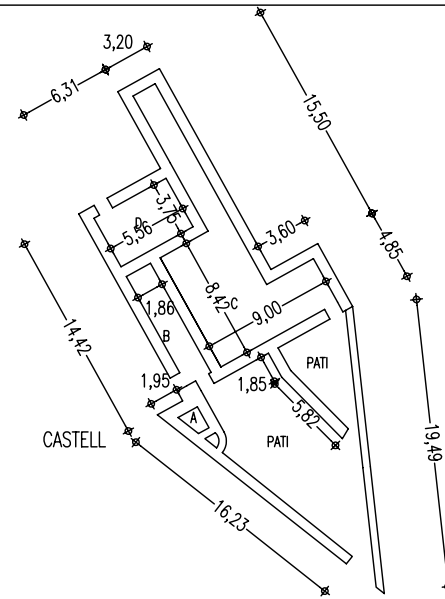 3,20
6,31
15,50
3,75
D
5,56
3,60
4,85
8,42
C
1,86
9,00
B
14,42
1,95
1,85
PATI
A
5,82
CASTELL
PATI
19,49
16,23